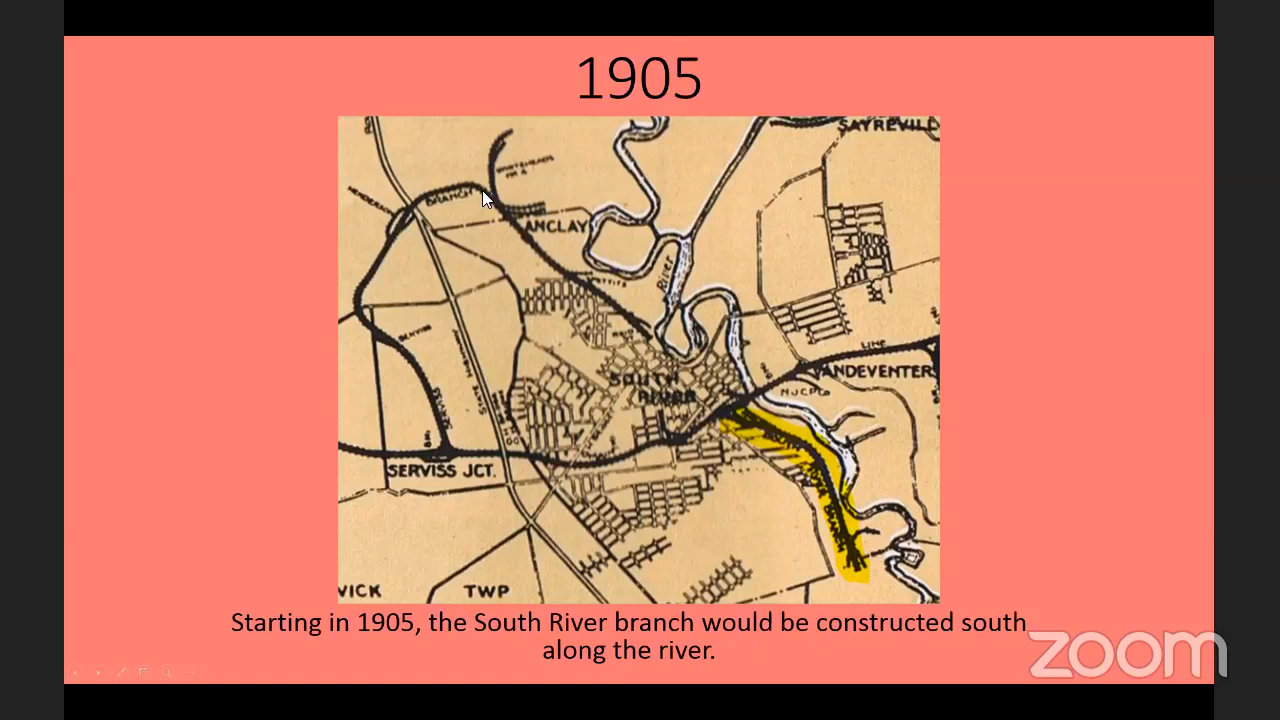 1905
SAYREVILL
BRANCH
ANCLAY
River
SOUTH
RIVER
LINE
VANDEVENTER
SERVISS JCT.
VICK TWP
Starting in 1905, the South River branch would be constructed south
along the river.
zoom